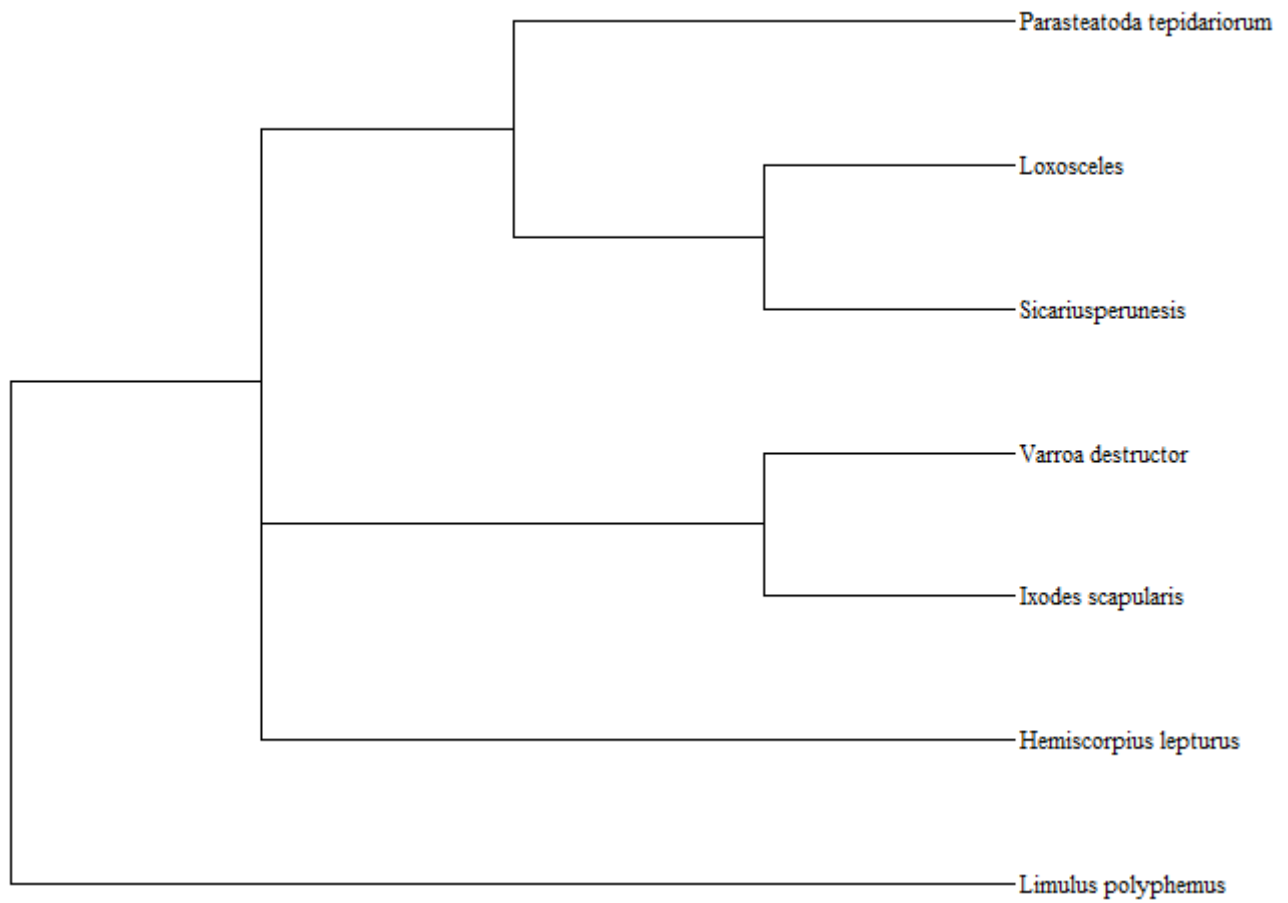 Parasteatoda tepidariorum
Loxosceles
Sicariusperunesis
Varroa destructor
Ixodes scapularis
Hemiscorpius lepturus
Limulus polyphemus